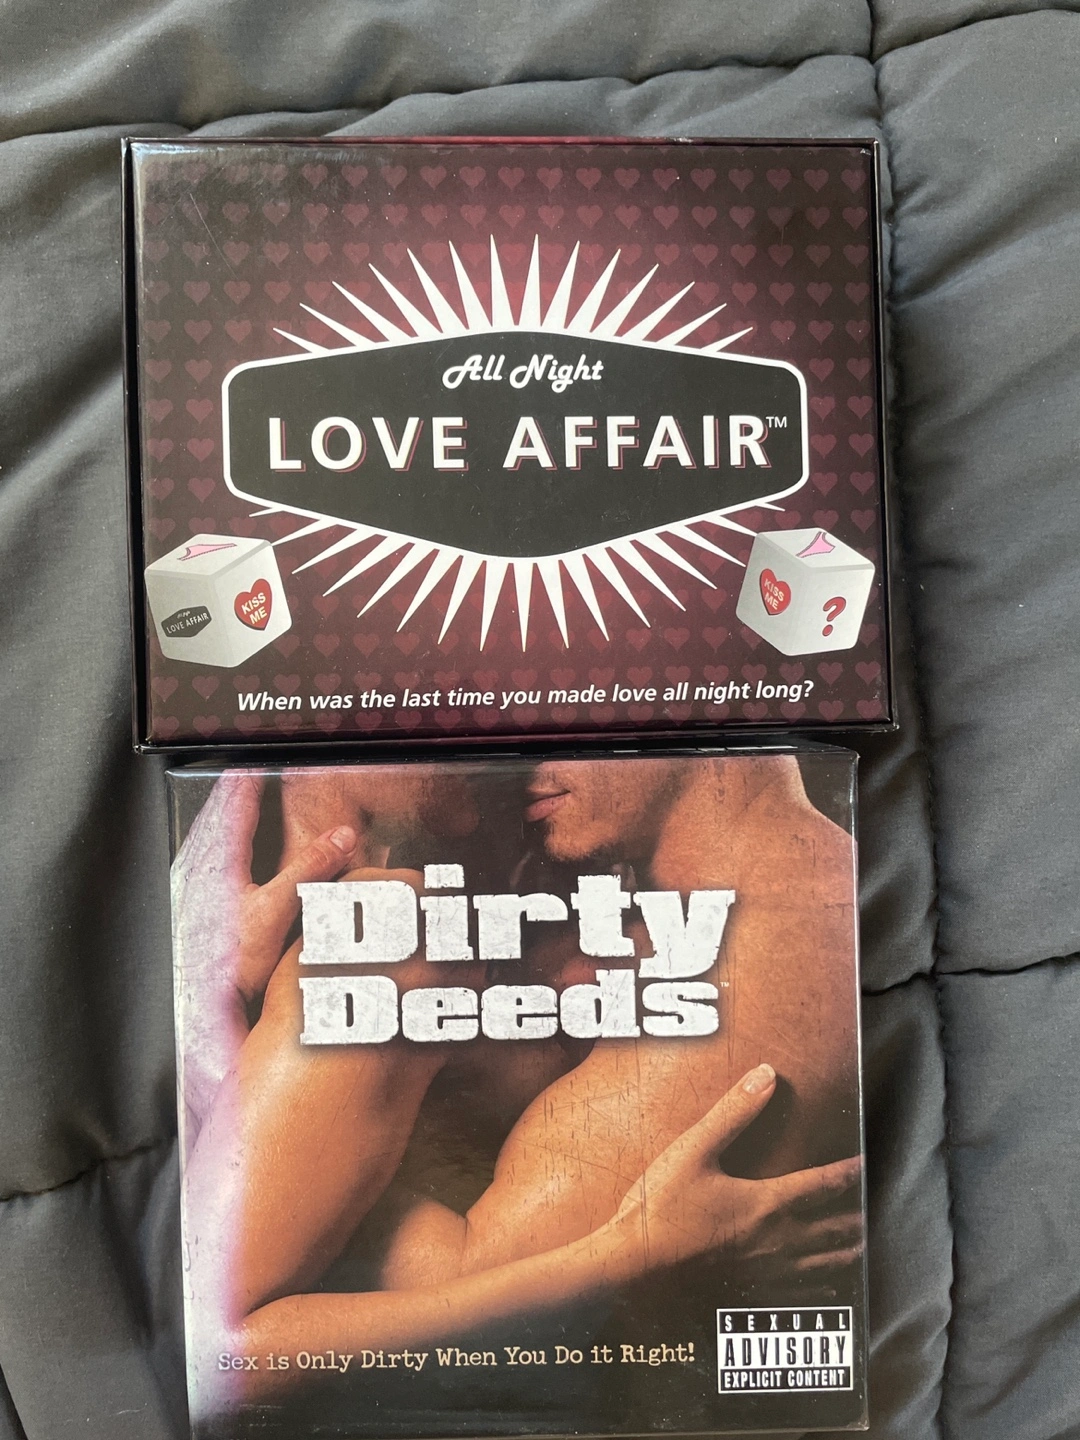 All Night
LOVE AFFAIR™
KISS
ME
LOVE AFFAIR
KISS
ME
?
When was the last time you made love all night long?
Dirty
Deeds™
Sex is Only Dirty When You Do it Right!
SEXUAL
ADVISORY
EXPLICIT CONTENT